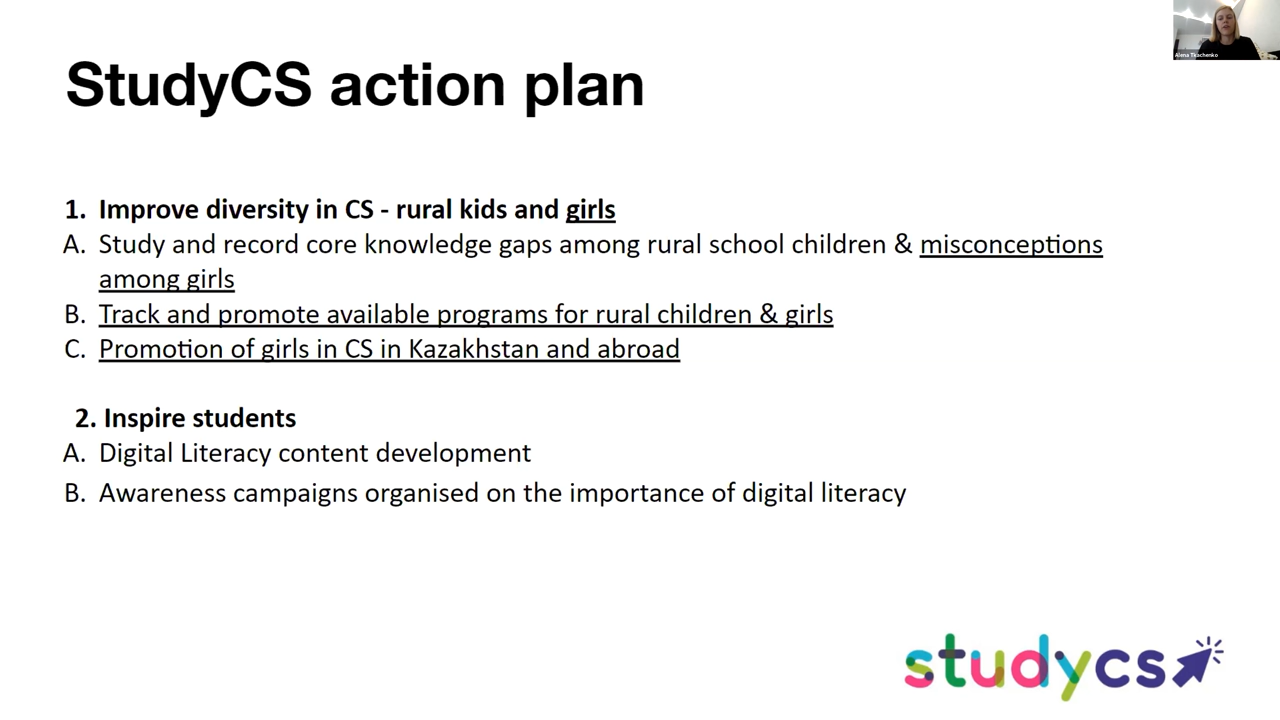 Alena Tkachenko
StudyCS action plan
1. Improve diversity in CS - rural kids and girls
A. Study and record core knowledge gaps among rural school children & misconceptions
among girls
B. Track and promote available programs for rural children & girls
C. Promotion of girls in CS in Kazakhstan and abroad
2. Inspire students
A. Digital Literacy content development
B. Awareness campaigns organised on the importance of digital literacy
studycs